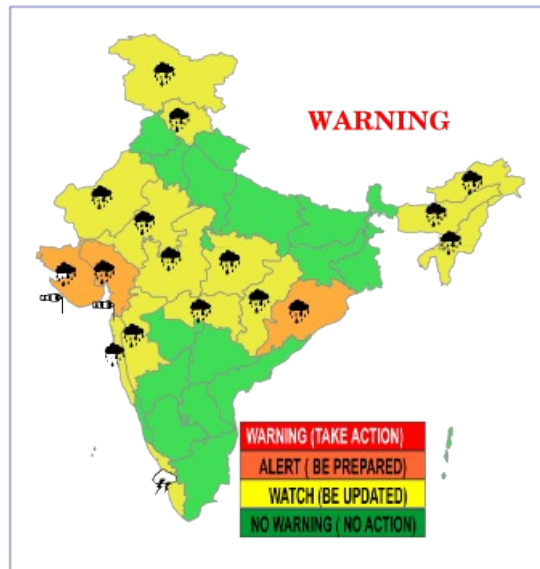 WARNING
WARNING (TAKE ACTION)
ALERT ( BE PREPARED)
WATCH (BE UPDATED)
NO WARNING ( NO ACTION)